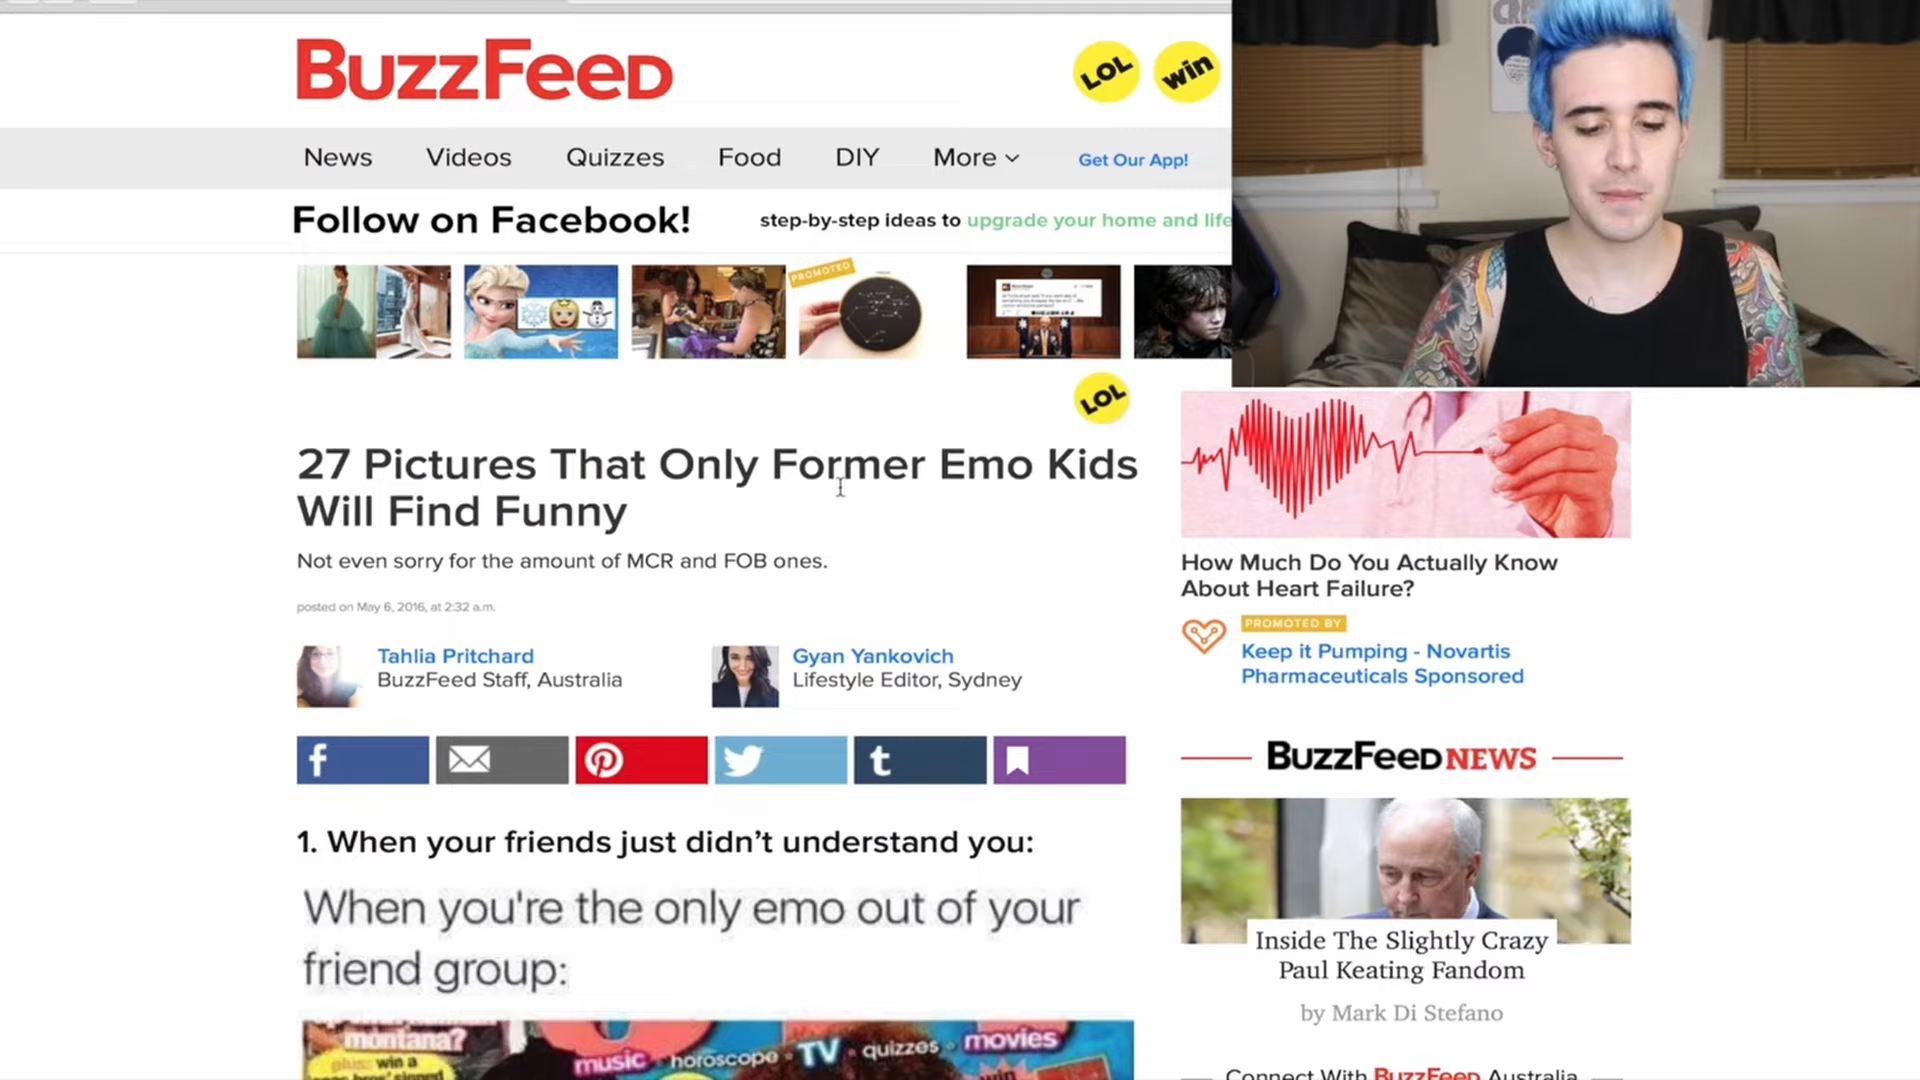 BuzzFeeD
LOL
win
News
Videos
Quizzes
Food
DIY
More
Get Our App!
Follow on Facebook!
step-by-step ideas to upgrade your home and life
PROMOTED
LOL
27 Pictures That Only Former Emo Kids
Will Find Funny
Not even sorry for the amount of MCR and FOB ones.
posted on May 6, 2016, at 2:32 a.m.
Tahlia Pritchard
BuzzFeed Staff, Australia
Gyan Yankovich
Lifestyle Editor, Sydney
1. When your friends just didn’t understand you:
When you're the only emo out of your
friend group:
montana?
plus: win a
music • horoscope • TV • quizzes • movies
win
How Much Do You Actually Know
About Heart Failure?
PROMOTED BY
Keep it Pumping - Novartis
Pharmaceuticals Sponsored
BuzzFeeD NEWS
Inside The Slightly Crazy
Paul Keating Fandom
by Mark Di Stefano
Connect With BuzzFeeD Australia